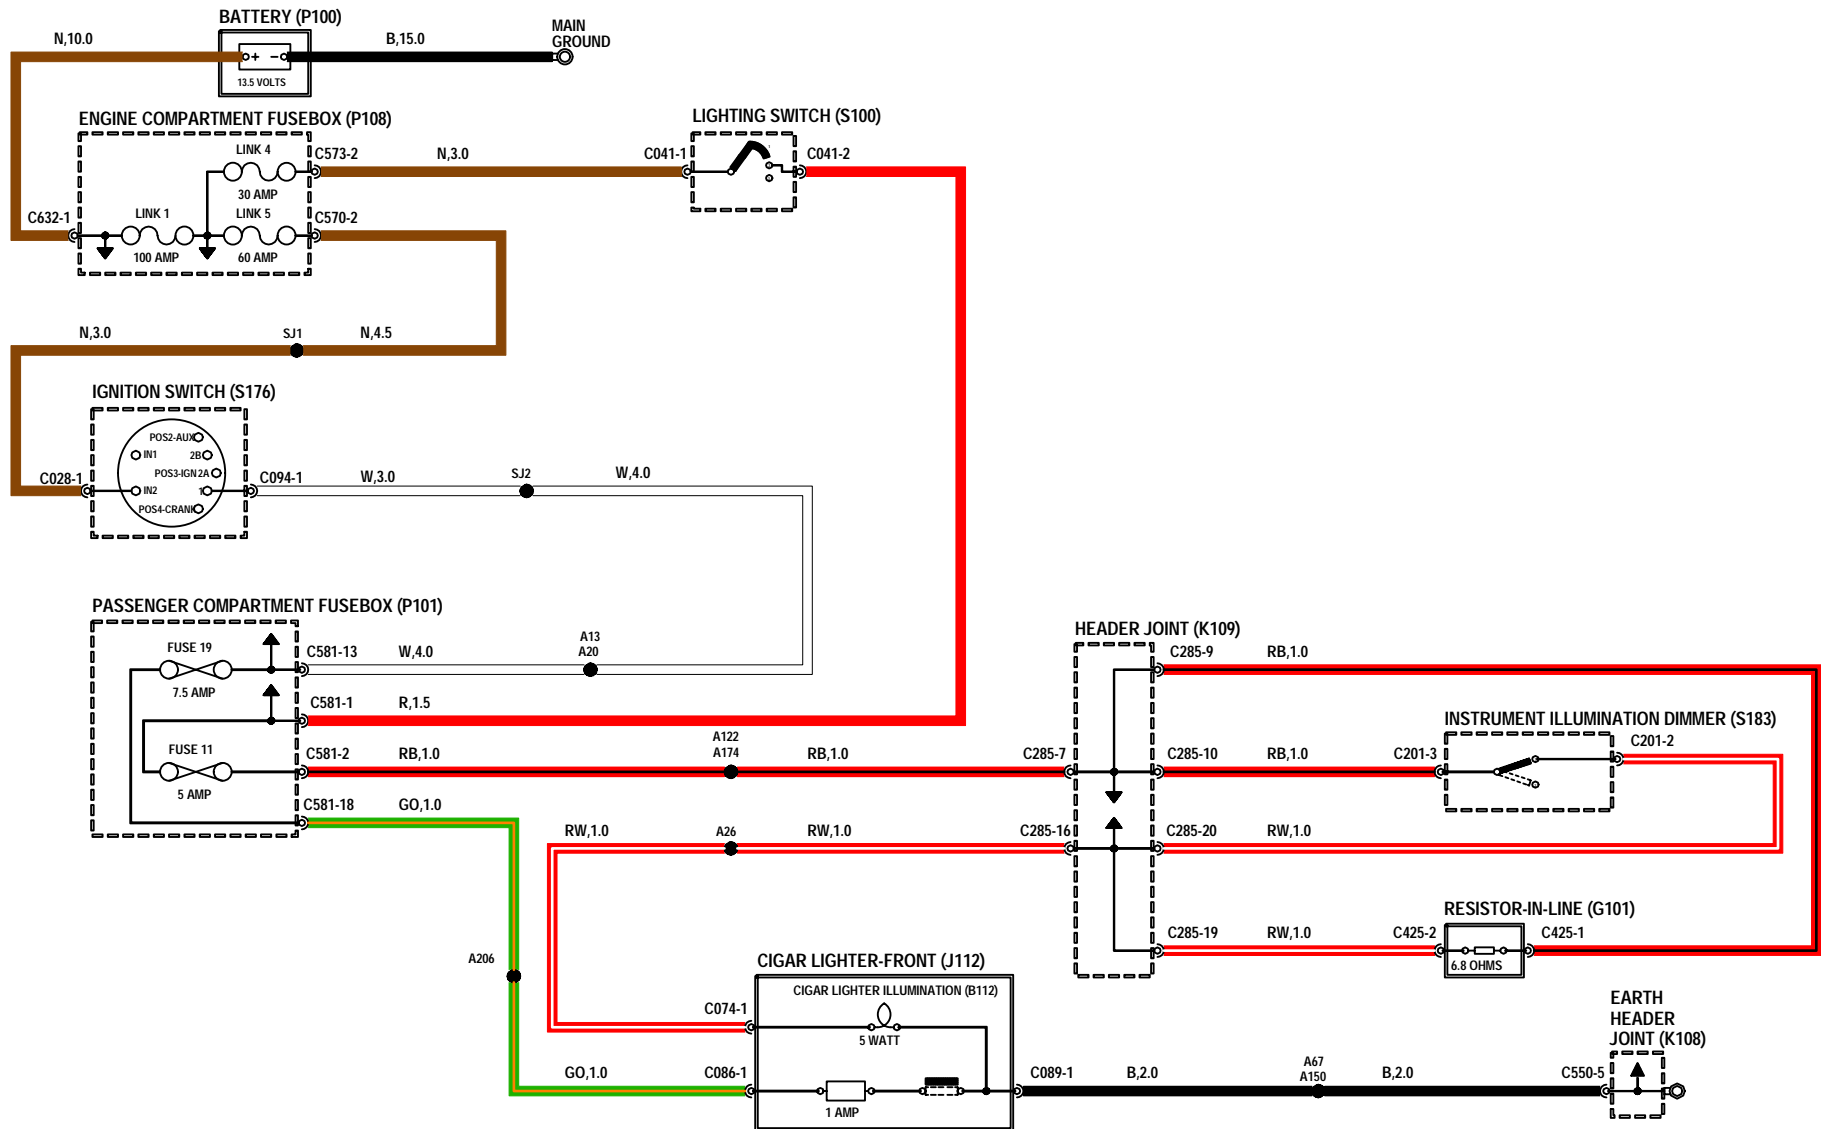 BATTERY (P100)
N,10.0
B,15.0
MAIN
GROUND
+ −
13.5 VOLTS
ENGINE COMPARTMENT FUSEBOX (P108)
LIGHTING SWITCH (S100)
LINK 4
C573-2
N,3.0
C041-1
C041-2
30 AMP
C632-1
LINK 1
LINK 5
C570-2
100 AMP
60 AMP
N,3.0
SJ1
N,4.5
IGNITION SWITCH (S176)
POS2-AUX
IN1
2B
POS3-IGN
2A
C028-1
IN2
1
C094-1
W,3.0
SJ2
W,4.0
POS4-CRANK
PASSENGER COMPARTMENT FUSEBOX (P101)
FUSE 19
C581-13
W,4.0
A13
A20
7.5 AMP
C581-1
R,1.5
FUSE 11
C581-2
RB,1.0
A122
A174
RB,1.0
C285-7
5 AMP
C581-18
GO,1.0
HEADER JOINT (K109)
C285-9
RB,1.0
INSTRUMENT ILLUMINATION DIMMER (S183)
C285-10
RB,1.0
C201-3
C201-2
RW,1.0
A26
RW,1.0
C285-16
C285-20
RW,1.0
RESISTOR-IN-LINE (G101)
C285-19
RW,1.0
C425-2
C425-1
6.8 OHMS
A206
CIGAR LIGHTER-FRONT (J112)
CIGAR LIGHTER ILLUMINATION (B112)
C074-1
5 WATT
EARTH
HEADER
JOINT (K108)
GO,1.0
C086-1
1 AMP
C089-1
B,2.0
A67
A150
B,2.0
C550-5